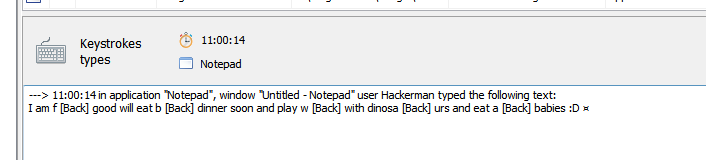 Keystrokes
types
11:00:14
Notepad
---> 11:00:14 in application "Notepad", window "Untitled - Notepad" user Hackerman typed the following text:
I am f [Back] good will eat b [Back] dinner soon and play w [Back] with dinosa [Back] urs and eat a [Back] babies :D ¤